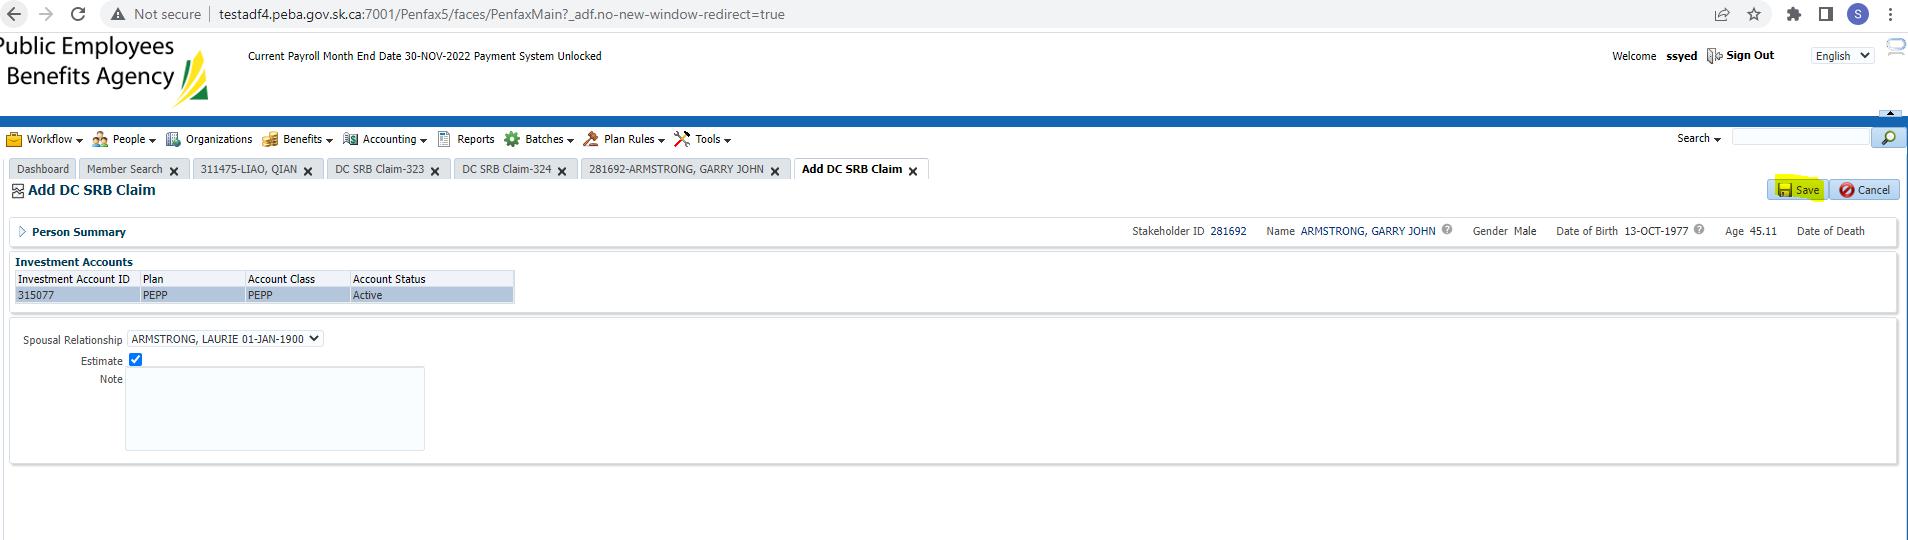 Not secure testadf4.peba.gov.sk.ca:7001/Penfax5/faces/PenfaxMain?_adf.no-new-window-redirect=true S
Public Employees
Benefits Agency
Current Payroll Month End Date 30-NOV-2022 Payment System Unlocked
Welcome ssyed Sign Out English
Workflow People Organizations Benefits Accounting Reports Batches Plan Rules Tools Search
Dashboard Member Search 311475-LIAO, QIAN DC SRB Claim-323 DC SRB Claim-324 281692-ARMSTRONG, GARRY JOHN Add DC SRB Claim
Add DC SRB Claim Save Cancel
Person Summary Stakeholder ID 281692 Name ARMSTRONG, GARRY JOHN Gender Male Date of Birth 13-OCT-1977 Age 45.11 Date of Death
Investment Accounts
Investment Account ID Plan Account Class Account Status
315077 PEPP PEPP Active
Spousal Relationship ARMSTRONG, LAURIE 01-JAN-1900
Estimate
Note